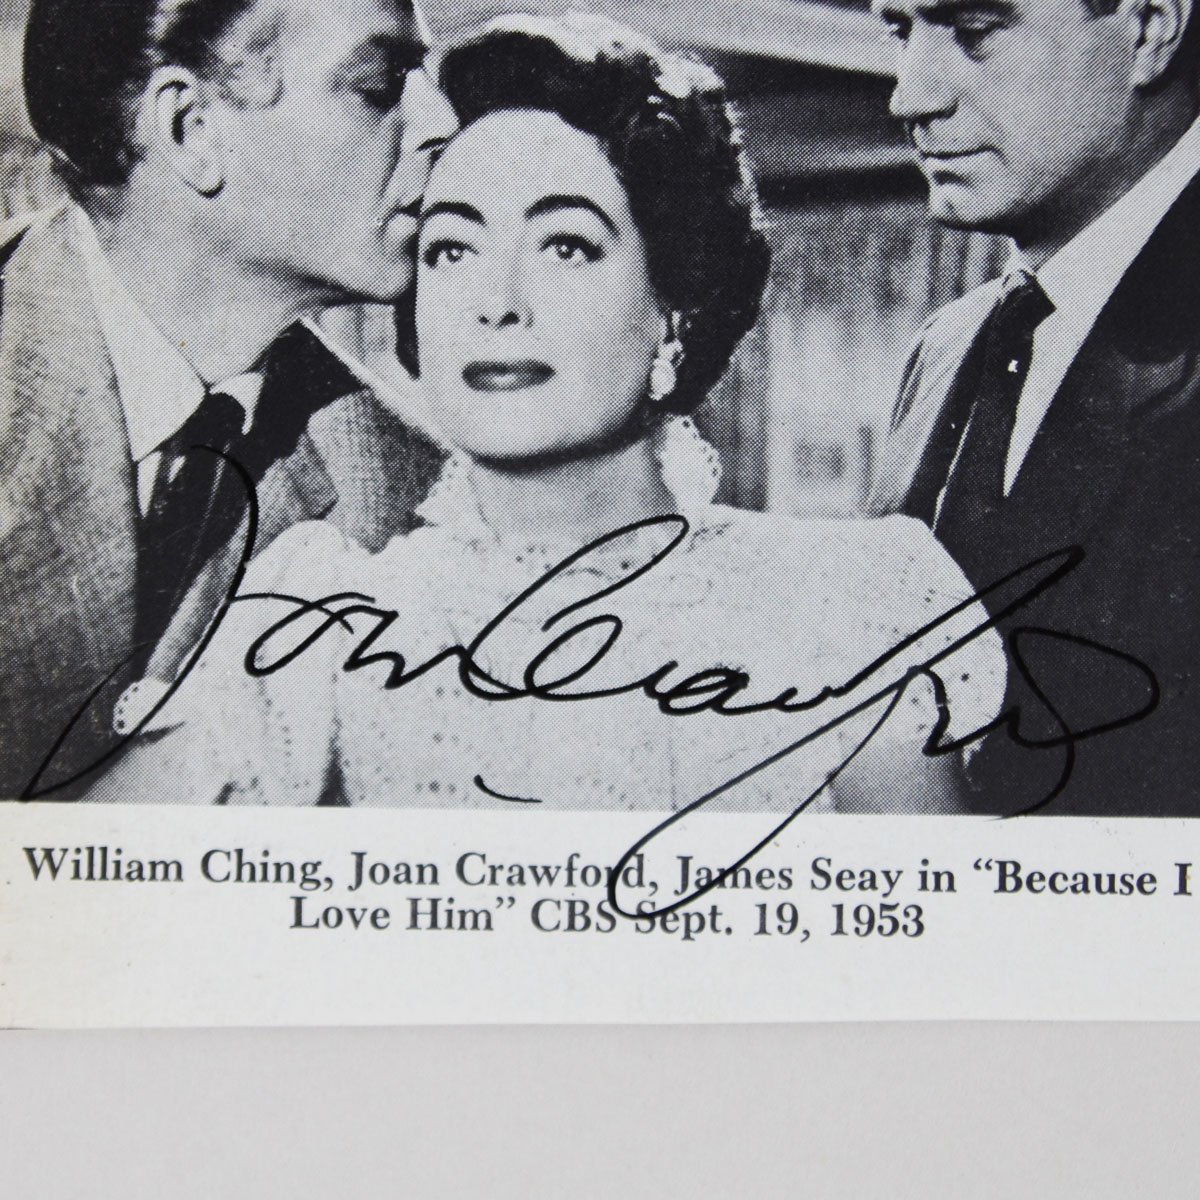 Joan Crawford
William Ching, Joan Crawford, James Seay in “Because I
Love Him” CBS Sept. 19, 1953